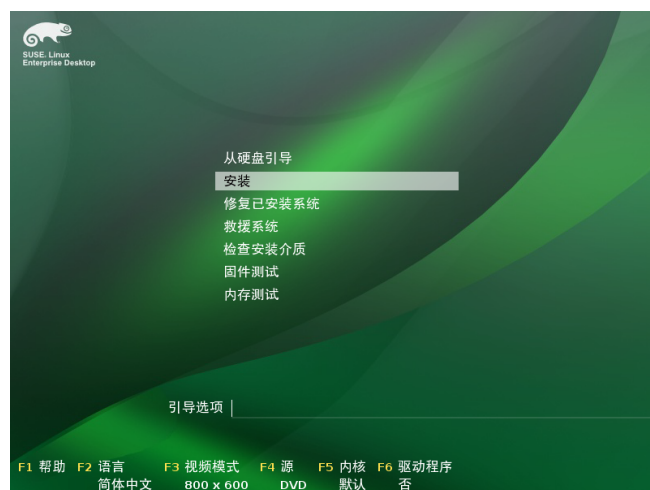 SUSE. Linux
Enterprise Desktop
从硬盘引导
安装
修复已安装系统
救援系统
检查安装介质
固件测试
内存测试
引导选项
F1 帮助 F2 语言 F3 视频模式 F4 源 F5 内核 F6 驱动程序
简体中文 800 x 600 DVD 默认 否